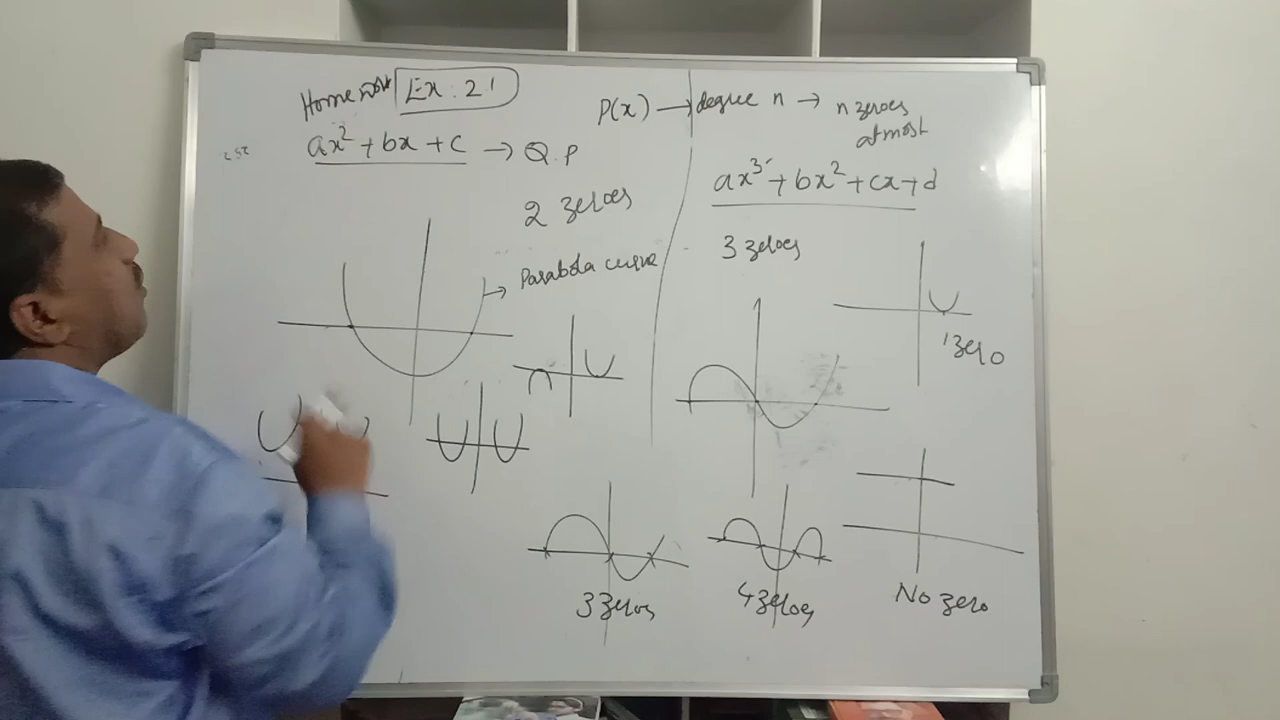 Home work Ex: 2.1
P(x) → degree n → n zeroes
atmost
ax² + bx + c → Q.P
2 zeroes
Parabola curve
ax³ + bx² + cx + d
3 zeroes
1 zero
3 zeroes
4 zeroes
No zero